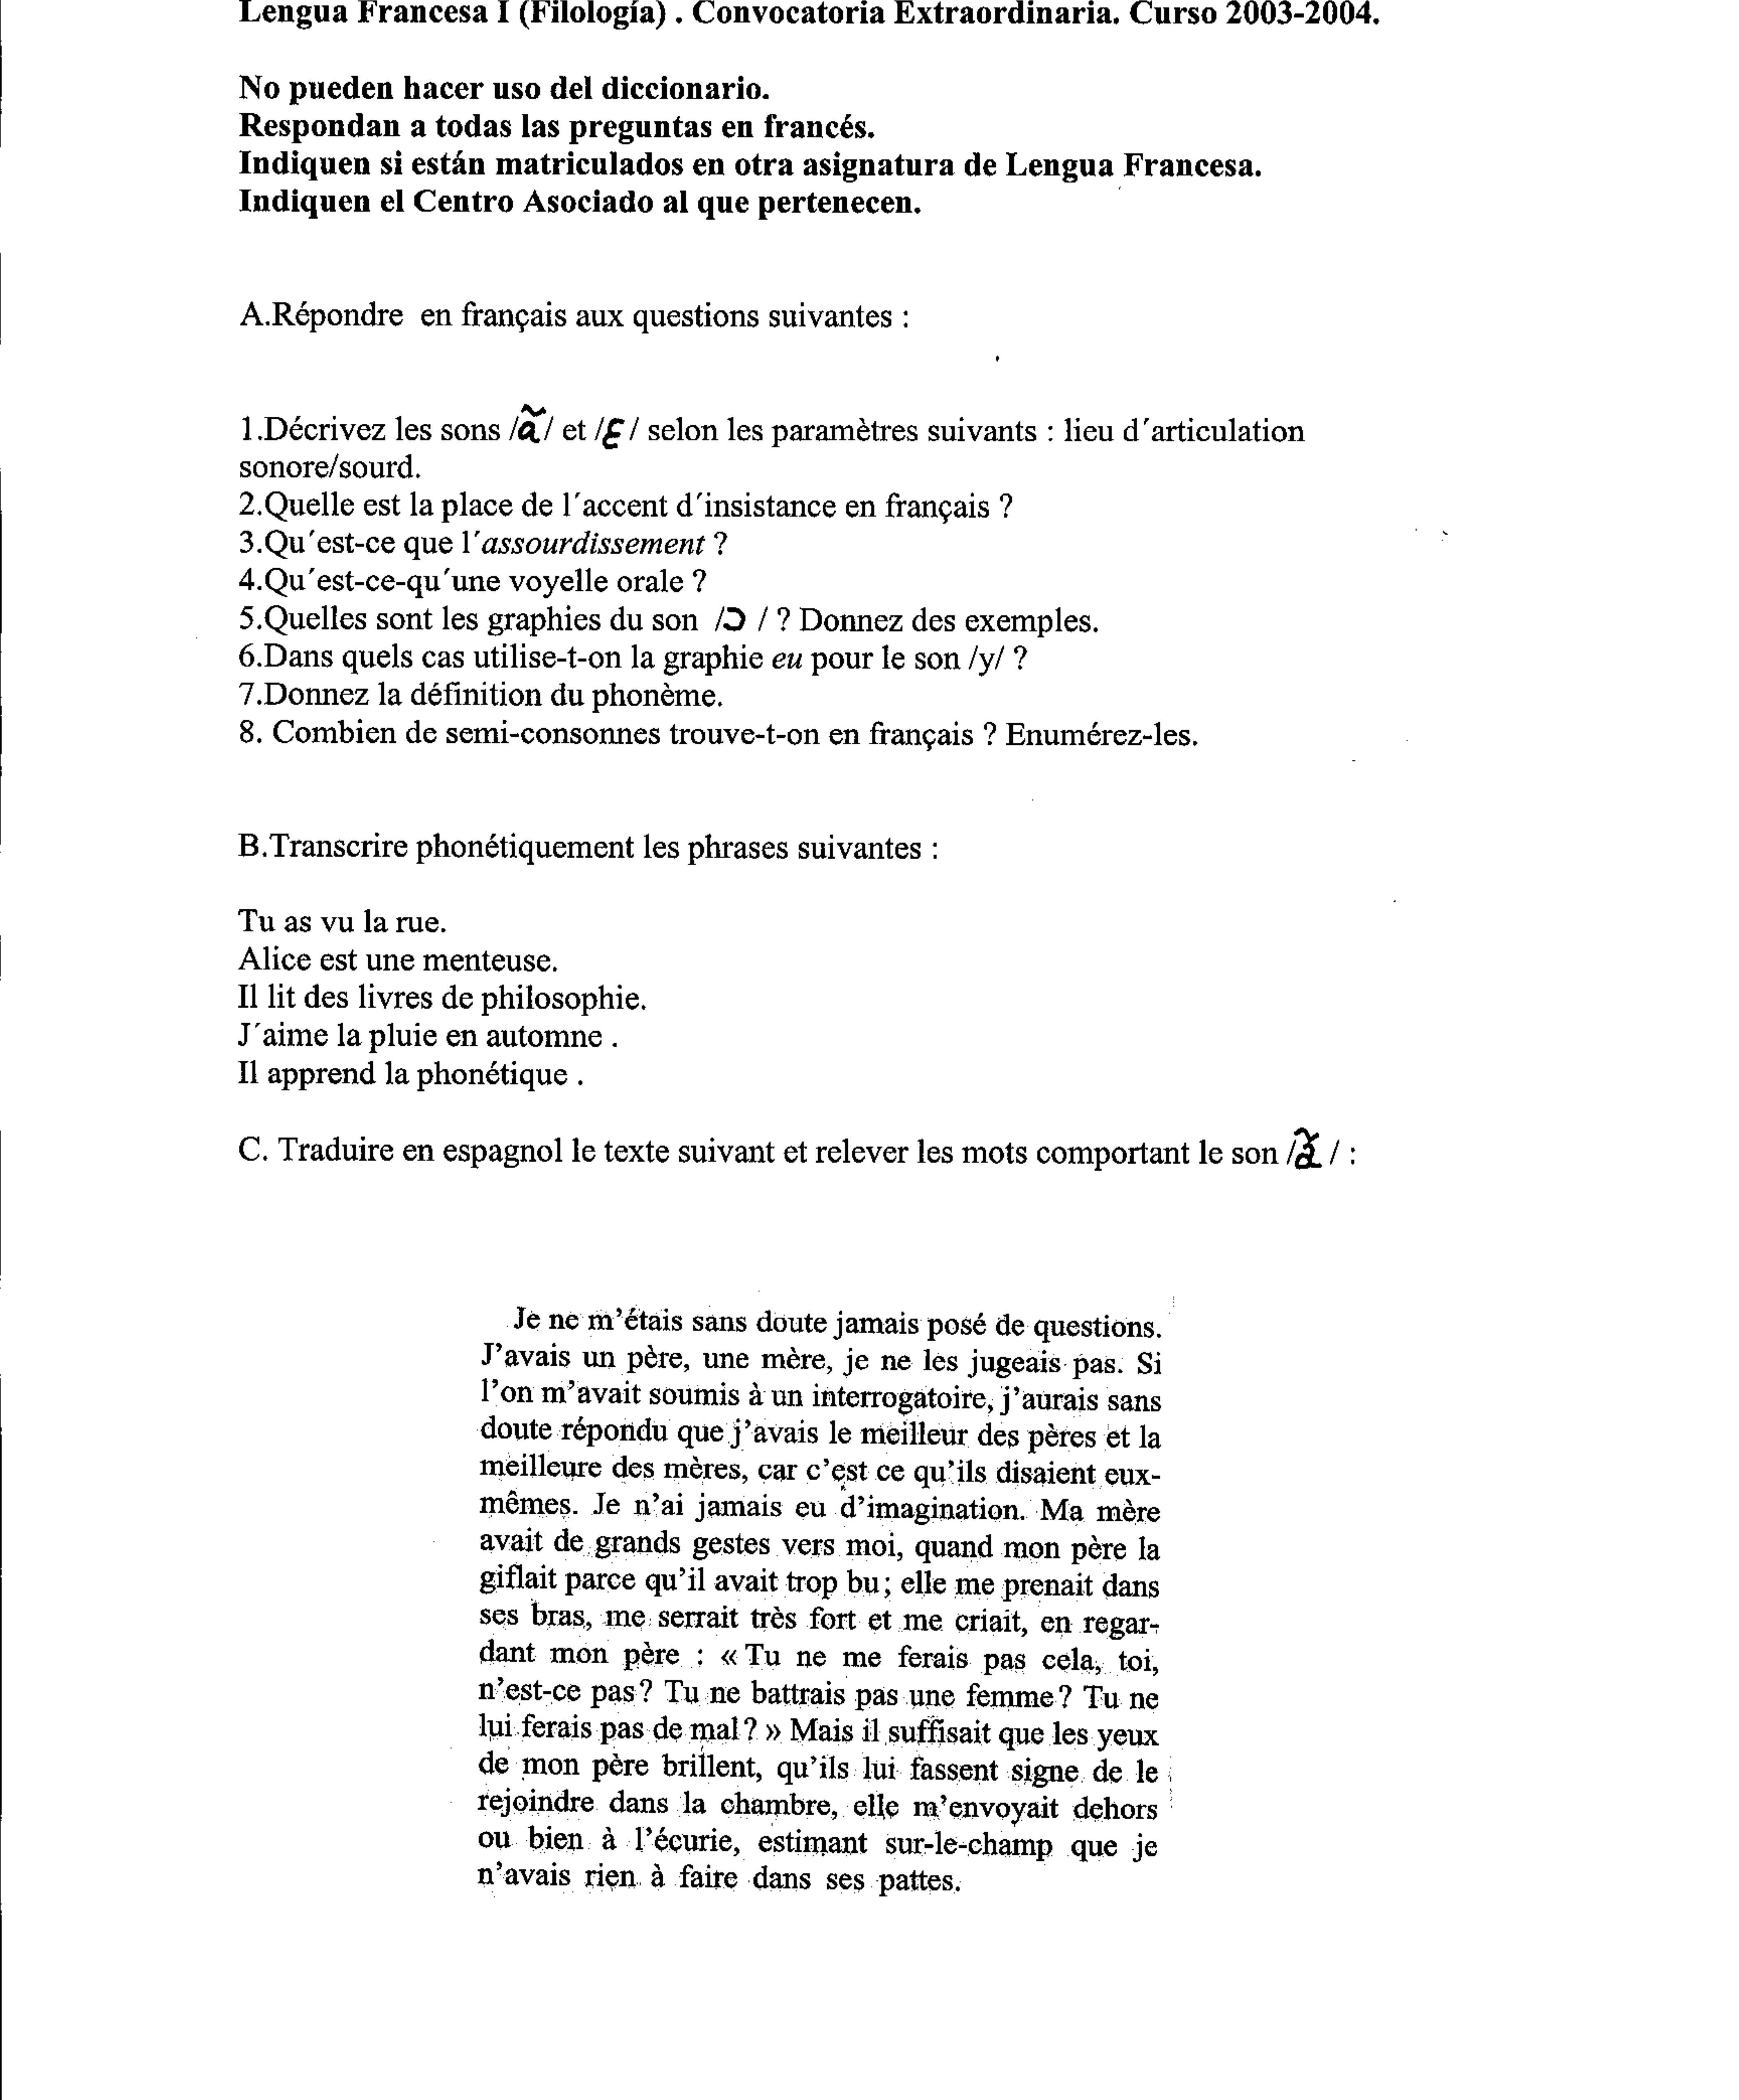 Lengua Francesa I (Filología) . Convocatoria Extraordinaria. Curso 2003-2004.
No pueden hacer uso del diccionario.
Respondan a todas las preguntas en francés.
Indiquen si están matriculados en otra asignatura de Lengua Francesa.
Indiquen el Centro Asociado al que pertenecen.
A.Répondre en français aux questions suivantes :
1.Décrivez les sons /ã/ et /ɛ/ selon les paramètres suivants : lieu d´articulation
sonore/sourd.
2.Quelle est la place de l´accent d´insistance en français ?
3.Qu´est-ce que l´assourdissement ?
4.Qu´est-ce-qu´une voyelle orale ?
5.Quelles sont les graphies du son /ɔ / ? Donnez des exemples.
6.Dans quels cas utilise-t-on la graphie eu pour le son /y/ ?
7.Donnez la définition du phonème.
8. Combien de semi-consonnes trouve-t-on en français ? Enumérez-les.
B.Transcrire phonétiquement les phrases suivantes :
Tu as vu la rue.
Alice est une menteuse.
Il lit des livres de philosophie.
J´aime la pluie en automne .
Il apprend la phonétique .
C. Traduire en espagnol le texte suivant et relever les mots comportant le son /ã / :
Je ne m'étais sans doute jamais posé de questions.
J'avais un père, une mère, je ne les jugeais pas. Si
l'on m'avait soumis à un interrogatoire, j'aurais sans
doute répondu que j'avais le meilleur des pères et la
meilleure des mères, car c'est ce qu'ils disaient eux-
mêmes. Je n'ai jamais eu d'imagination. Ma mère
avait de grands gestes vers moi, quand mon père la
giflait parce qu'il avait trop bu ; elle me prenait dans
ses bras, me serrait très fort et me criait, en regar-
dant mon père : « Tu ne me ferais pas cela, toi,
n'est-ce pas ? Tu ne battrais pas une femme ? Tu ne
lui ferais pas de mal ? » Mais il suffisait que les yeux
de mon père brillent, qu'ils lui fassent signe de le
rejoindre dans la chambre, elle m'envoyait dehors
ou bien à l'écurie, estimant sur-le-champ que je
n'avais rien à faire dans ses pattes.